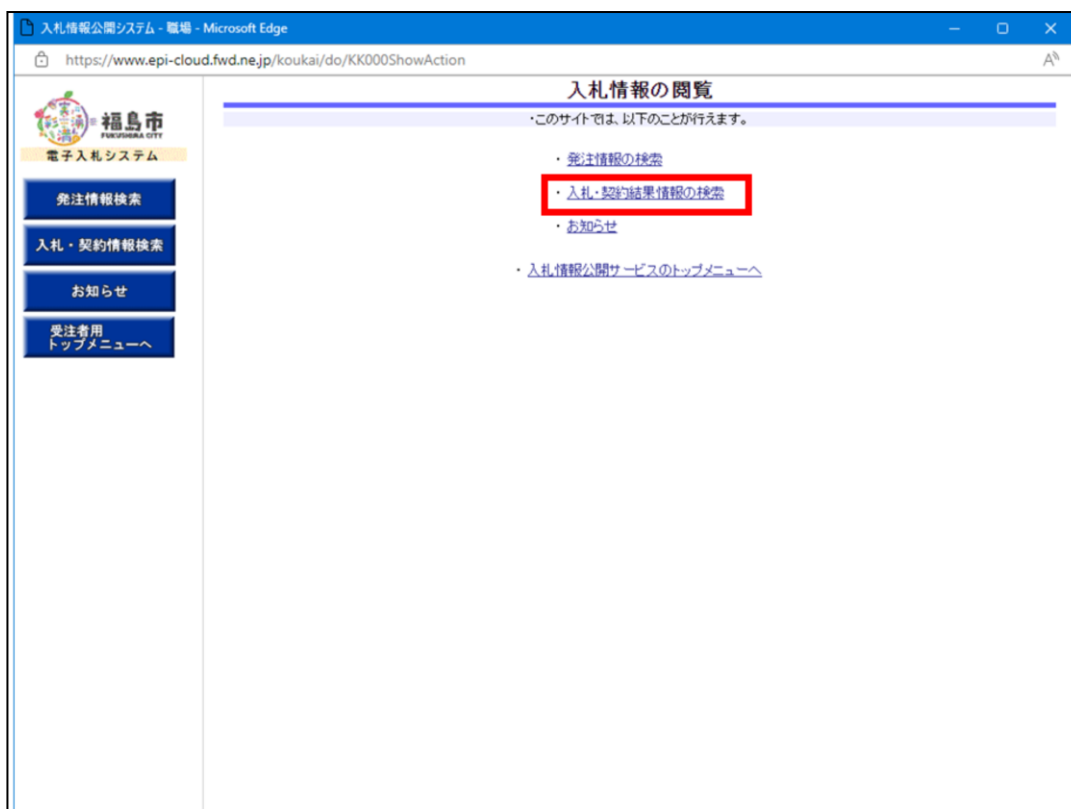 入札情報公開システム - 職場 - Microsoft Edge
https://www.epi-cloud.fwd.ne.jp/koukai/do/KK000ShowAction
福島市
FUKUSHIMA CITY
電子入札システム
発注情報検索
入札・契約情報検索
お知らせ
受注者用
トップメニューへ
入札情報の閲覧
・このサイトでは、以下のことが行えます。
・発注情報の検索
・入札・契約結果情報の検索
・お知らせ
・入札情報公開サービスのトップメニューへ